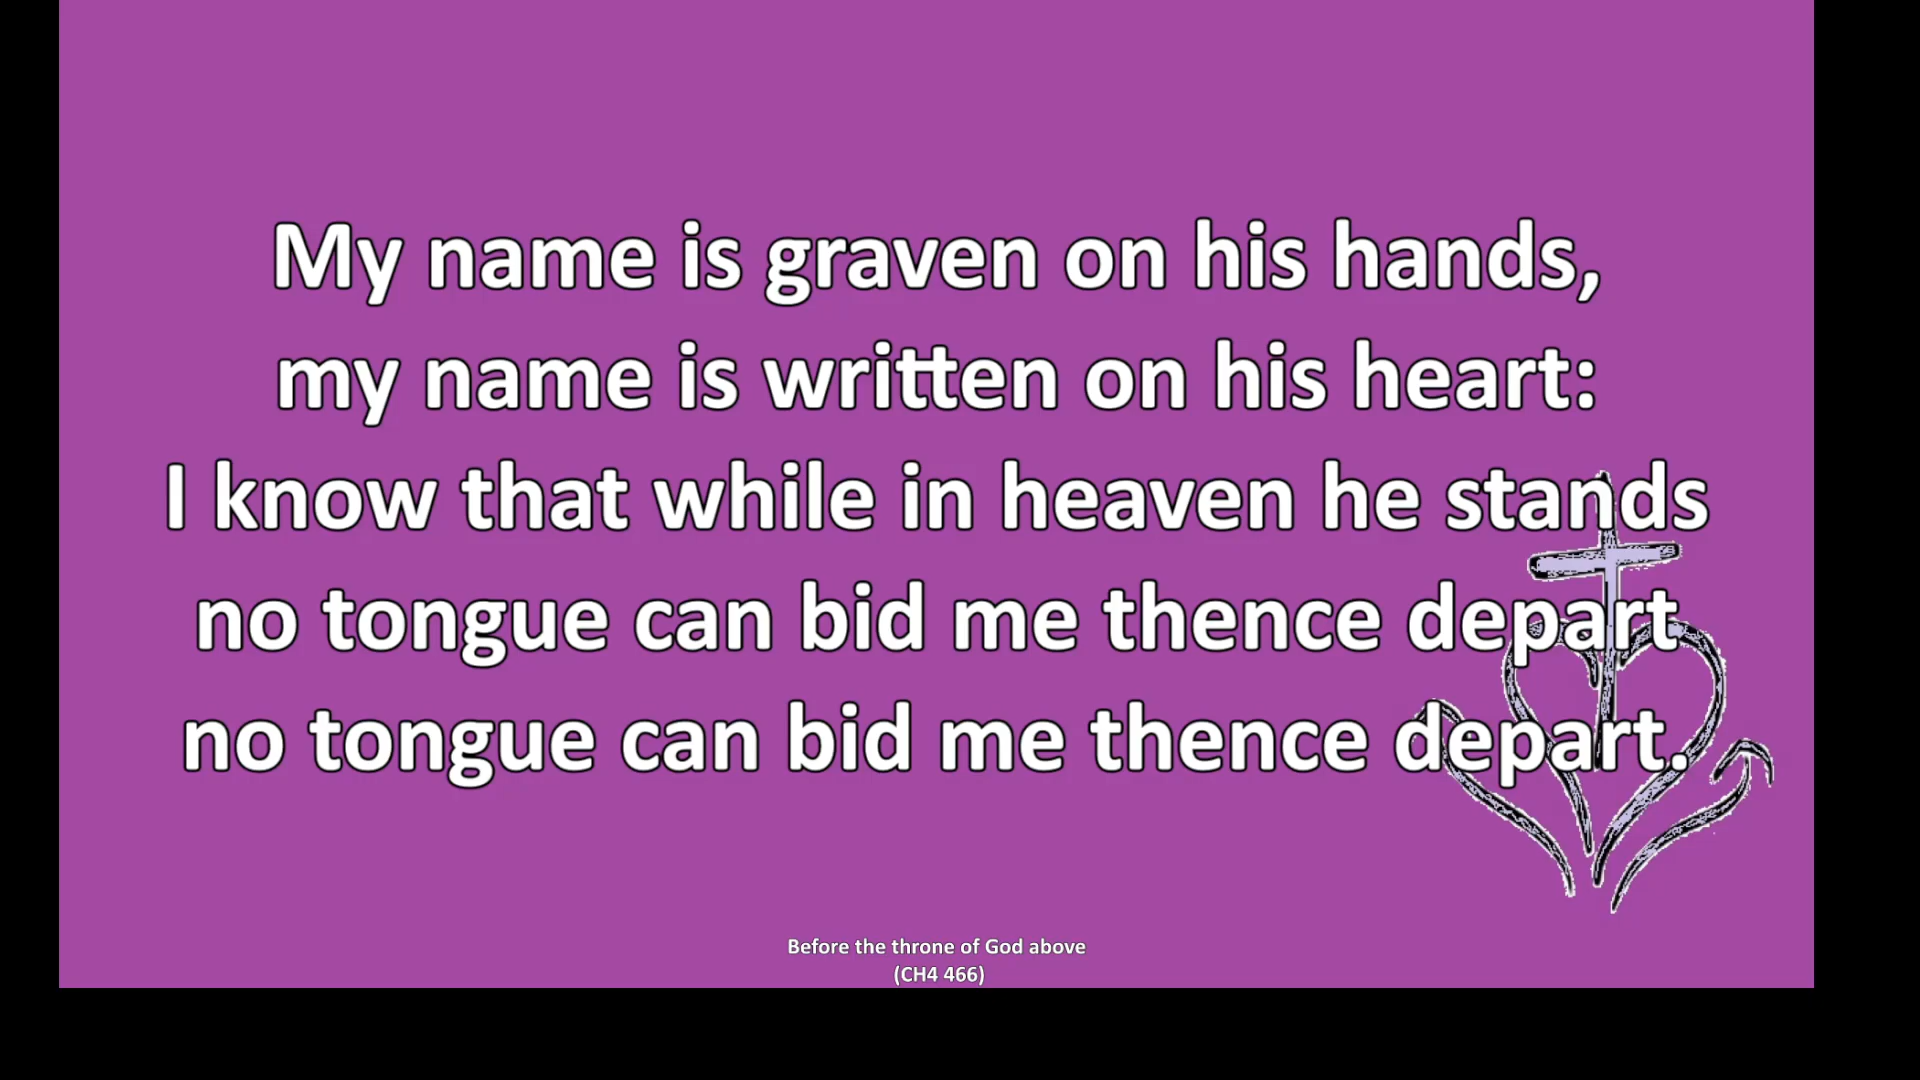 My name is graven on his hands,
my name is written on his heart:
I know that while in heaven he stands
no tongue can bid me thence depart
no tongue can bid me thence depart.
Before the throne of God above
(CH4 466)